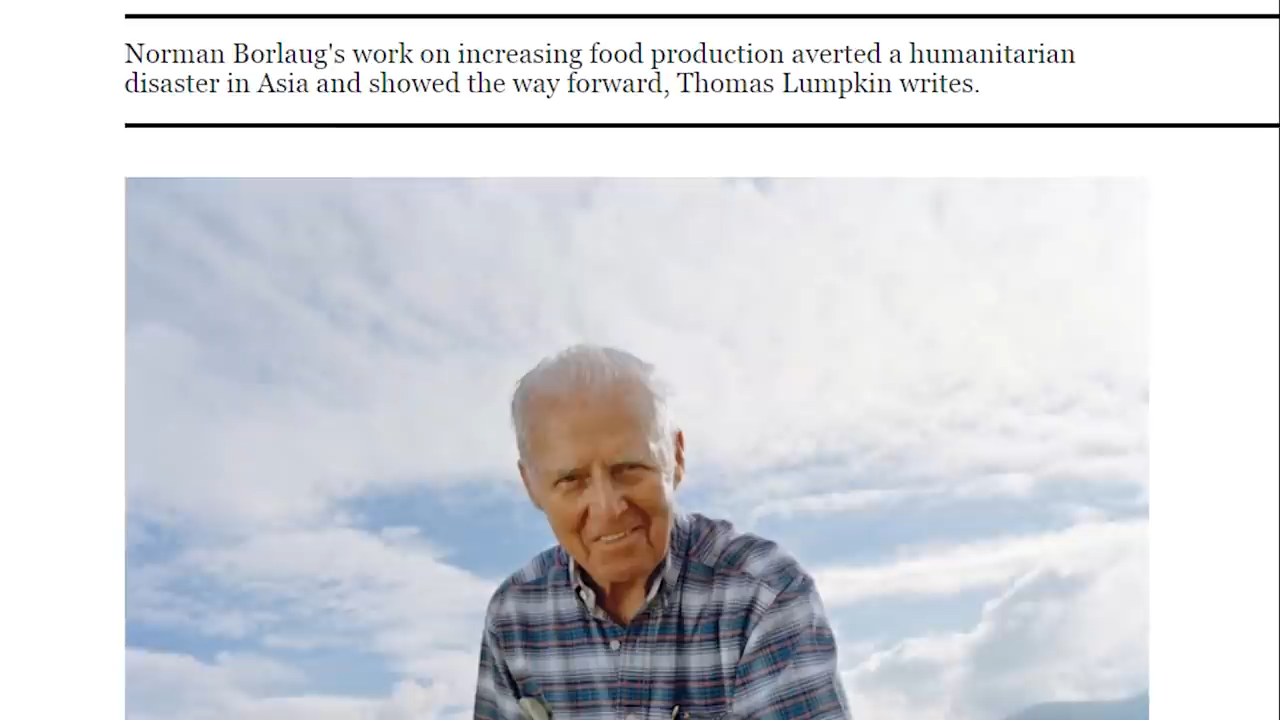 Norman Borlaug's work on increasing food production averted a humanitarian
disaster in Asia and showed the way forward, Thomas Lumpkin writes.